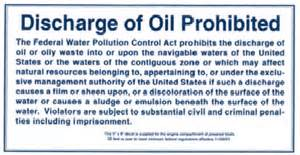 Discharge of Oil Prohibited
The Federal Water Pollution Control Act prohibits the discharge of
oil or oily waste into or upon the navigable waters of the United
States or the waters of the contiguous zone or which may affect
natural resources belonging to, appertaining to, or under the exclu-
sive management authority of the United States if such a discharge
causes a film or sheen upon, or a discoloration of the surface of the
water or causes a sludge or emulsion beneath the surface of the
water. Violators are subject to substantial civil and criminal penal-
ties including imprisonment.
This 5" x 8" decal is supplied for the engine compartment of powered boats